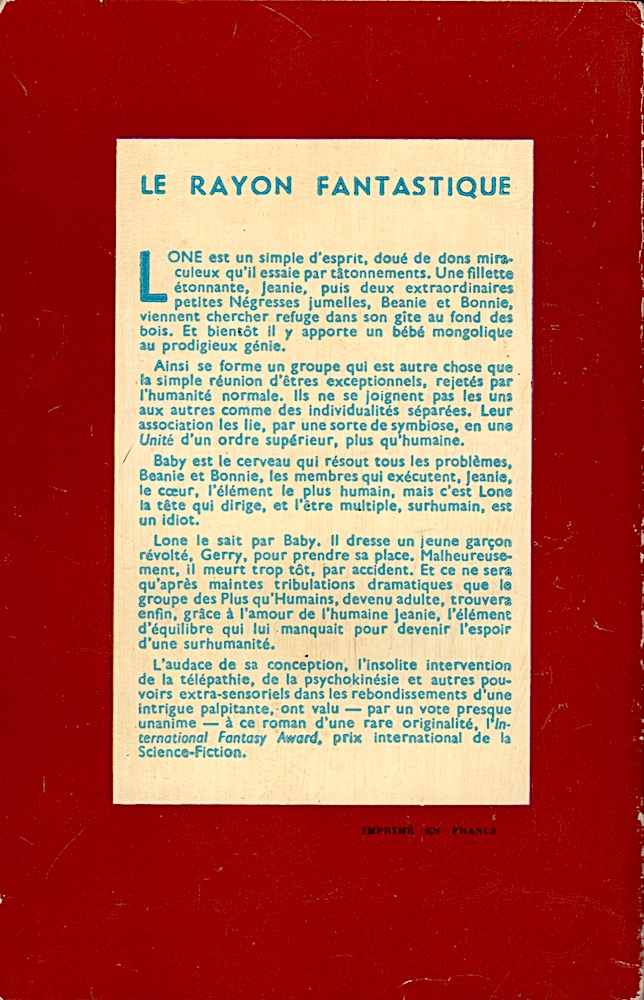 LE RAYON FANTASTIQUE
LONE est un simple d'esprit, doué de dons mira-
culeux qu'il essaie par tâtonnements. Une fillette
étonnante, Jeanie, puis deux extraordinaires
petites Négresses jumelles, Beanie et Bonnie,
viennent chercher refuge dans son gîte au fond des
bois. Et bientôt il y apporte un bébé mongolique
au prodigieux génie.
Ainsi se forme un groupe qui est autre chose que
la simple réunion d'êtres exceptionnels, rejetés par
l'humanité normale. Ils ne se joignent pas les uns
aux autres comme des individualités séparées. Leur
association les lie, par une sorte de symbiose, en une
Unité d'un ordre supérieur, plus qu'humaine.
Baby est le cerveau qui résout tous les problèmes,
Beanie et Bonnie, les membres qui exécutent, Jeanie,
le cœur, l'élément le plus humain, mais c'est Lone
la tête qui dirige, et l'être multiple, surhumain, est
un idiot.
Lone le sait par Baby. Il dresse un jeune garçon
révolté, Gerry, pour prendre sa place. Malheureuse-
ment, il meurt trop tôt, par accident. Et ce ne sera
qu'après maintes tribulations dramatiques que le
groupe des Plus qu'Humains, devenu adulte, trouvera
enfin, grâce à l'amour de l'humaine Jeanie, l'élément
d'équilibre qui lui manquait pour devenir l'espoir
d'une surhumanité.
L'audace de sa conception, l'insolite intervention
de la télépathie, de la psychokinésie et autres pou-
voirs extra-sensoriels dans les rebondissements d'une
intrigue palpitante, ont valu — par un vote presque
unanime — à ce roman d'une rare originalité, l'In-
ternational Fantasy Award, prix international de la
Science-Fiction.
IMPRIMÉ EN FRANCE